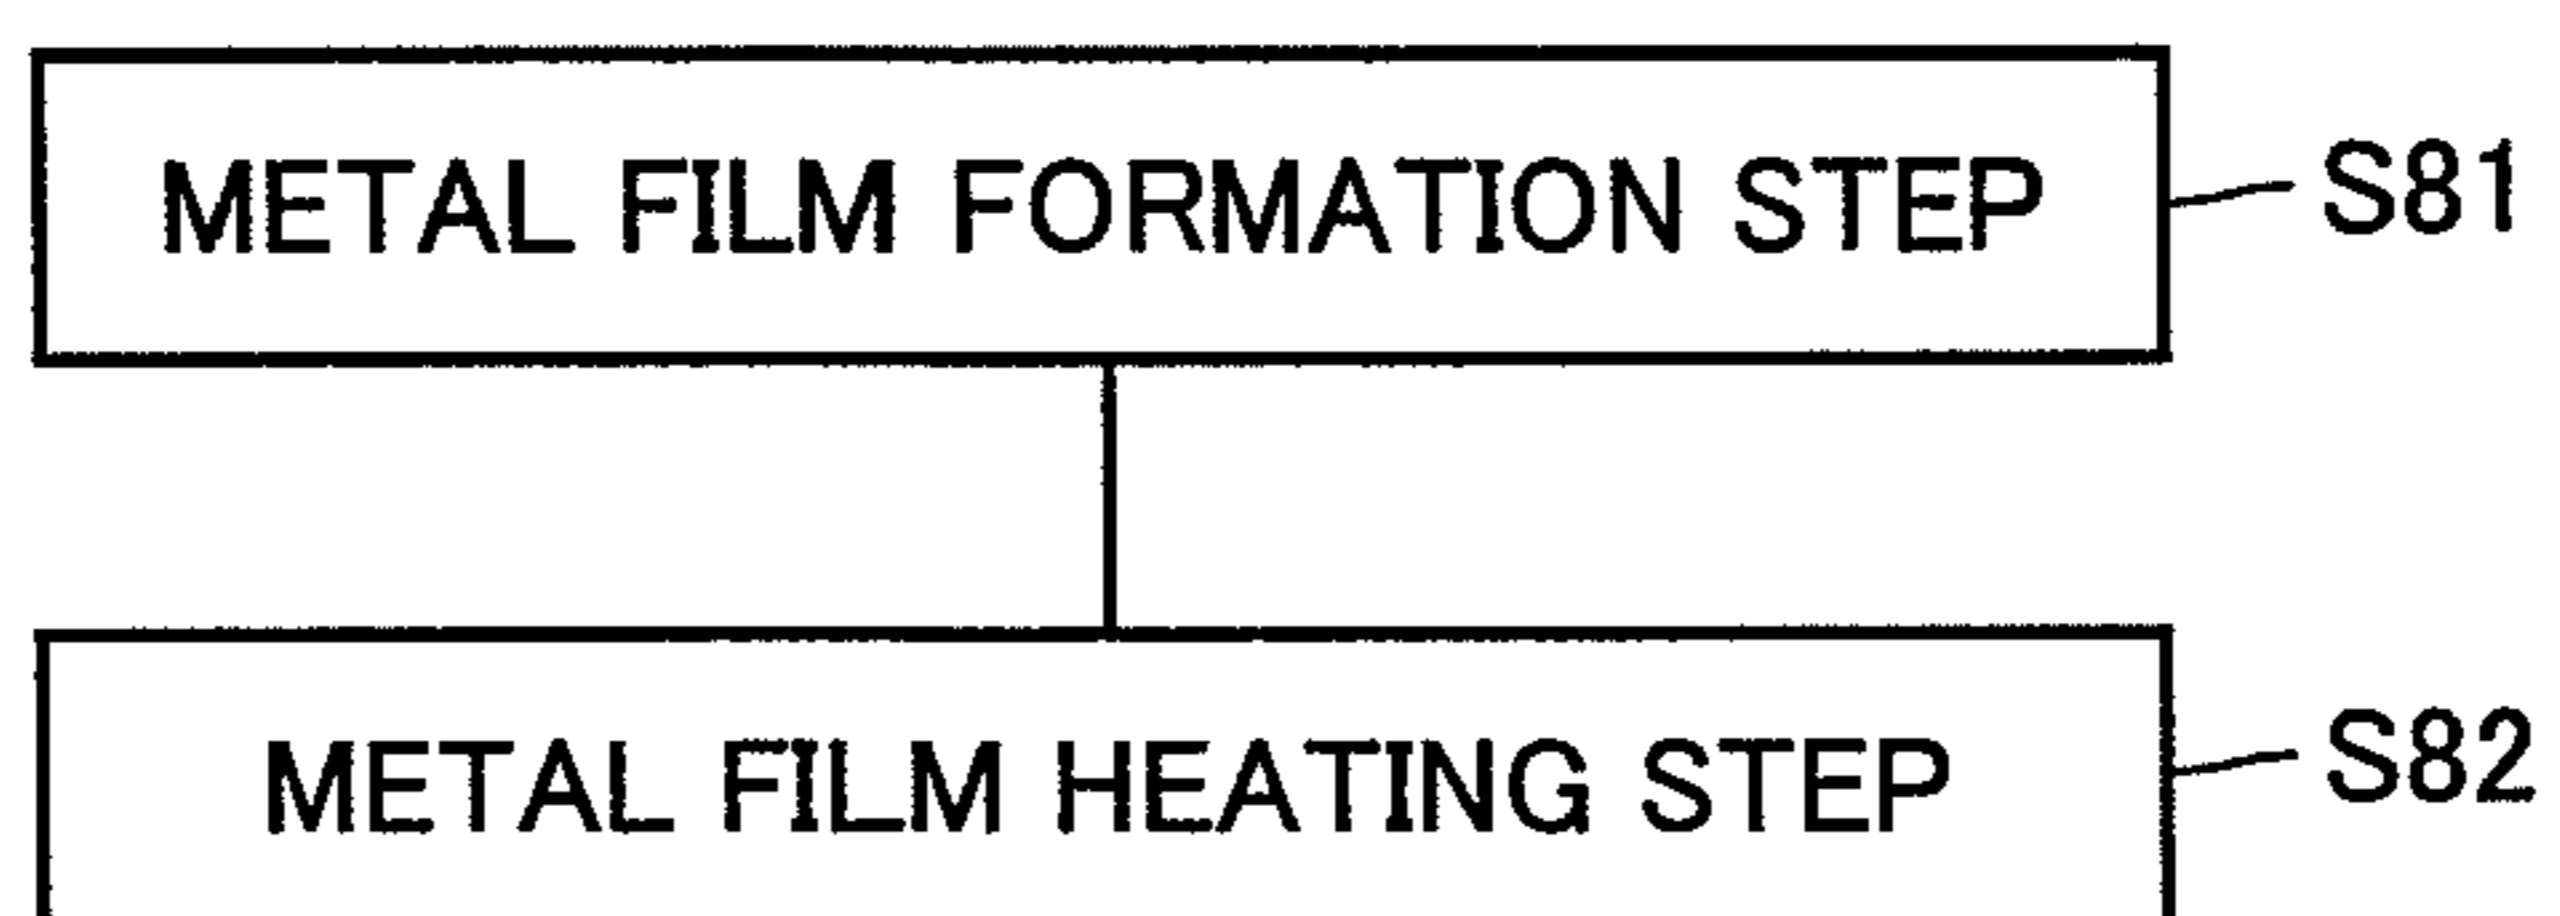 METAL FILM FORMATION STEP S81
METAL FILM HEATING STEP S82